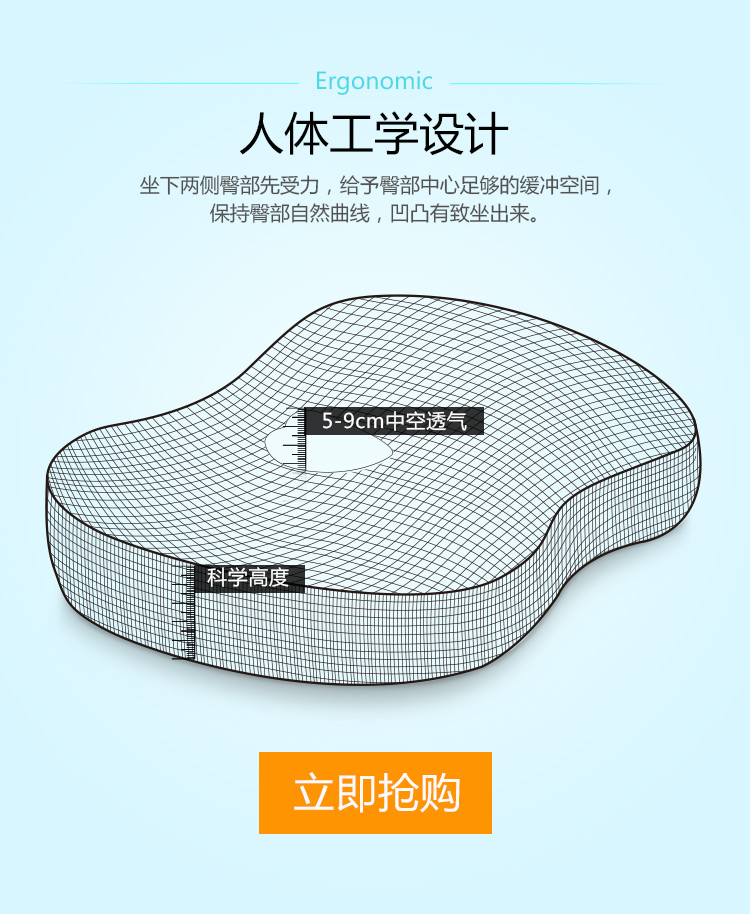 Ergonomic
人体工学设计
坐下两侧臀部先受力，给予臀部中心足够的缓冲空间，
保持臀部自然曲线，凹凸有致坐出来。
5-9cm中空透气
科学高度
立即抢购